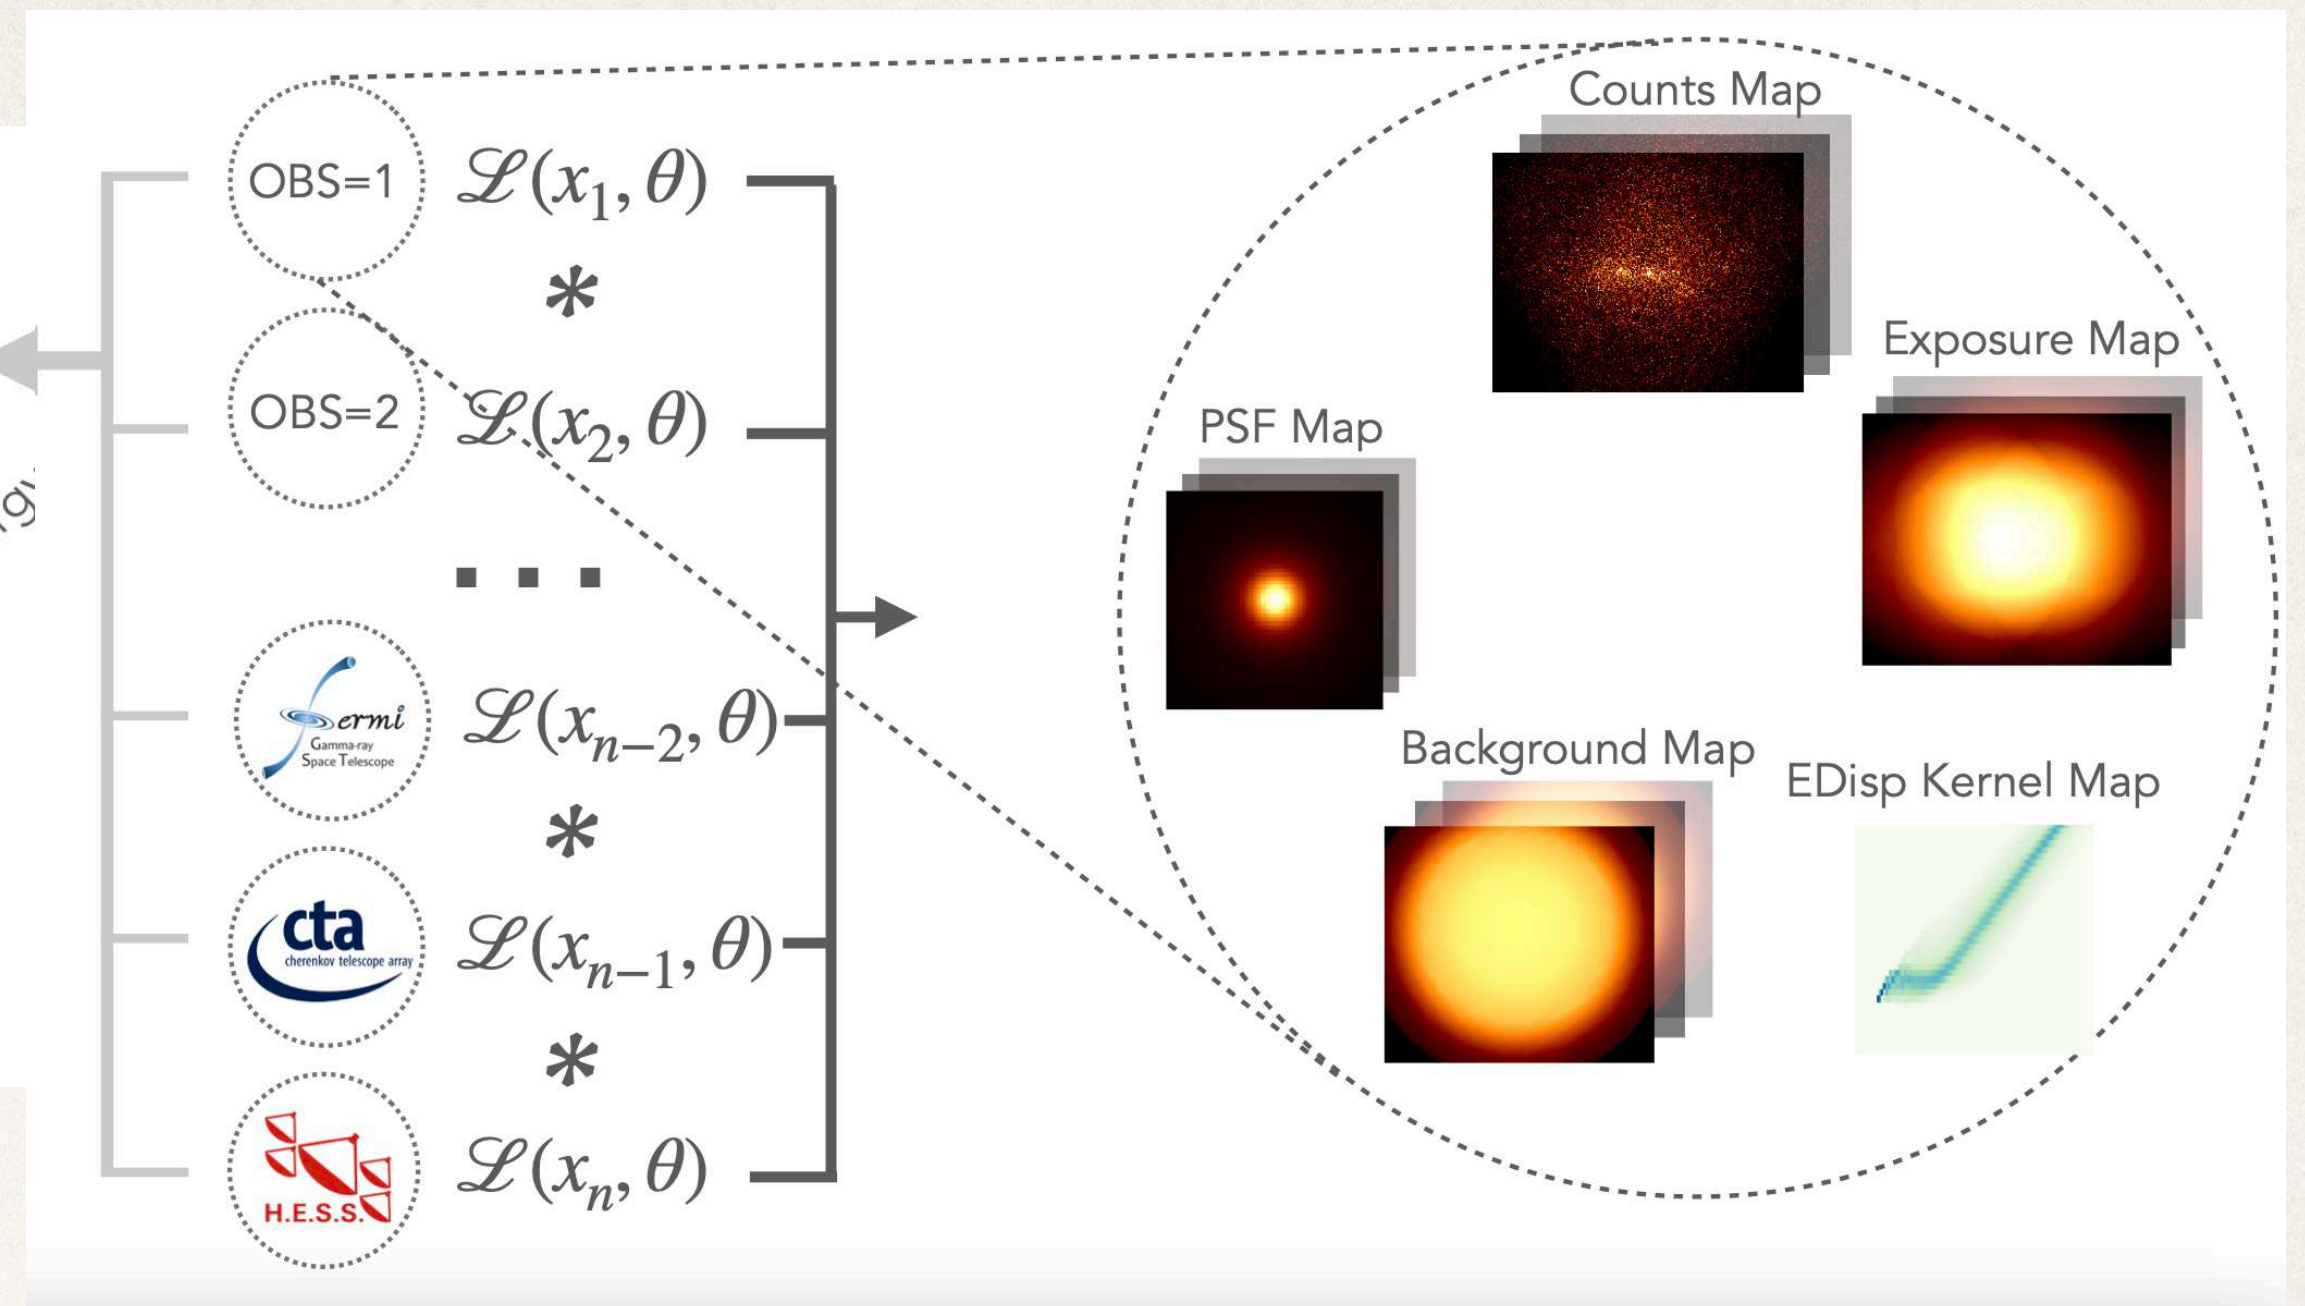 OBS=1
ℒ(x₁, θ)
*
OBS=2
ℒ(x₂, θ)
...
Fermi
Gamma-ray
Space Telescope
ℒ(xₙ₋₂, θ)
*
cta
cherenkov telescope array
ℒ(xₙ₋₁, θ)
*
H.E.S.S.
ℒ(xₙ, θ)
Counts Map
Exposure Map
PSF Map
Background Map
EDisp Kernel Map